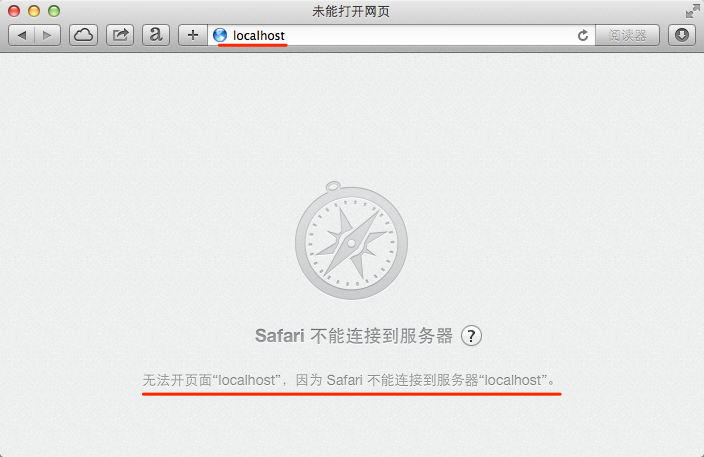 未能打开网页
a
localhost
阅读器
Safari 不能连接到服务器 ?
无法开页面“localhost”，因为 Safari 不能连接到服务器“localhost”。